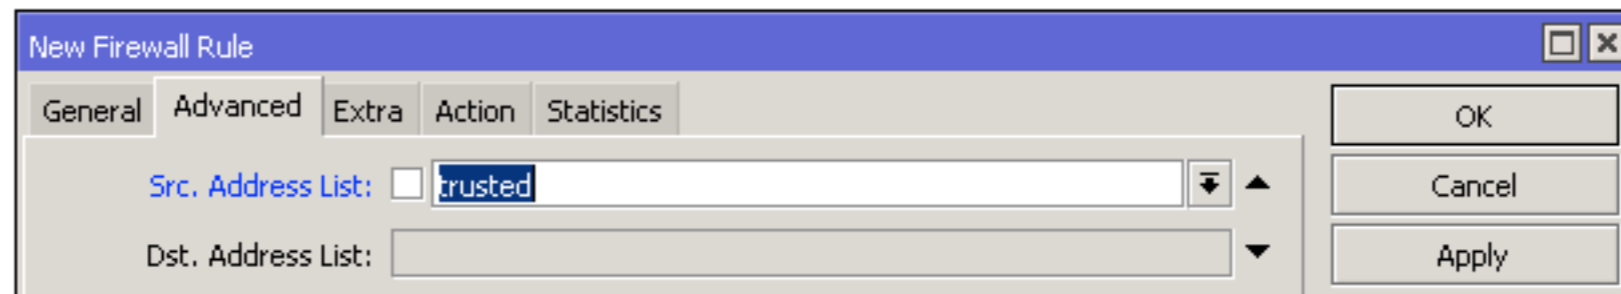 New Firewall Rule
General Advanced Extra Action Statistics
OK
Src. Address List: trusted
Cancel
Dst. Address List:
Apply